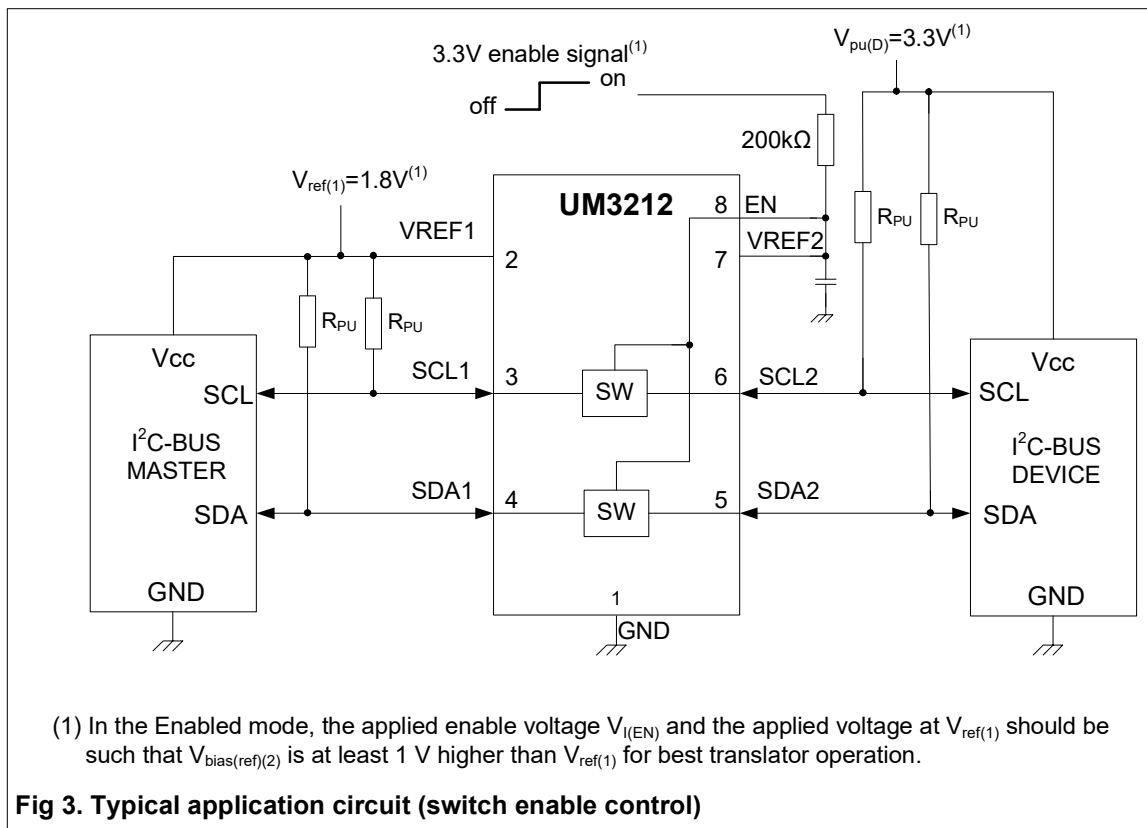 3.3V enable signal(1)
off
on
Vpu(D)=3.3V(1)
200kΩ
Vref(1)=1.8V(1)
UM3212
8
EN
RPU
RPU
VREF1
VREF2
2
7
RPU
RPU
Vcc
Vcc
SCL
SCL1
3
SW
6
SCL2
SCL
I2C-BUS
MASTER
I2C-BUS
DEVICE
SDA
SDA1
4
SW
5
SDA2
SDA
GND
1
GND
GND
(1) In the Enabled mode, the applied enable voltage VI(EN) and the applied voltage at Vref(1) should be
such that Vbias(ref)(2) is at least 1 V higher than Vref(1) for best translator operation.
Fig 3. Typical application circuit (switch enable control)